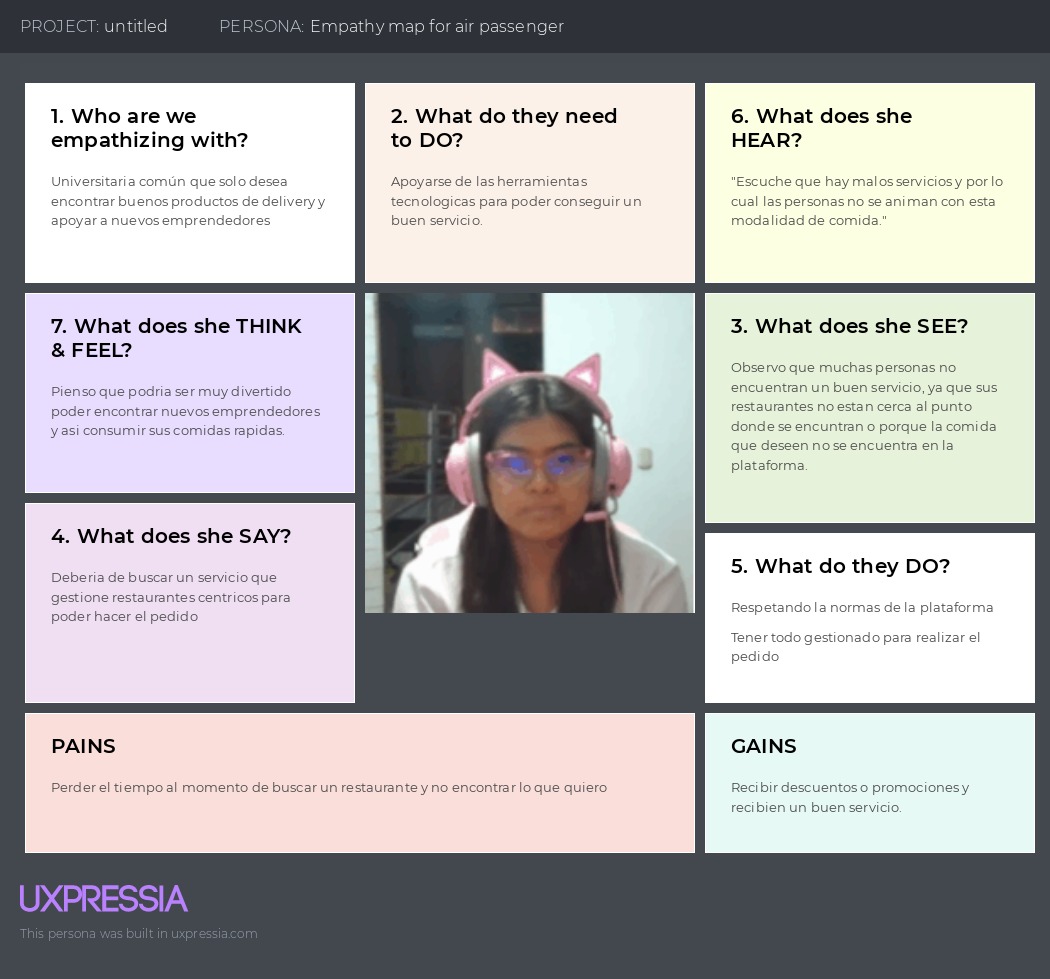 PROJECT: untitled
PERSONA: Empathy map for air passenger
1. Who are we
empathizing with?
Universitaria común que solo desea
encontrar buenos productos de delivery y
apoyar a nuevos emprendedores
2. What do they need
to DO?
Apoyarse de las herramientas
tecnologicas para poder conseguir un
buen servicio.
6. What does she
HEAR?
"Escuche que hay malos servicios y por lo
cual las personas no se animan con esta
modalidad de comida."
7. What does she THINK
& FEEL?
Pienso que podria ser muy divertido
poder encontrar nuevos emprendedores
y asi consumir sus comidas rapidas.
3. What does she SEE?
Observo que muchas personas no
encuentran un buen servicio, ya que sus
restaurantes no estan cerca al punto
donde se encuntran o porque la comida
que deseen no se encuentra en la
plataforma.
4. What does she SAY?
Deberia de buscar un servicio que
gestione restaurantes centricos para
poder hacer el pedido
5. What do they DO?
Respetando la normas de la plataforma
Tener todo gestionado para realizar el
pedido
PAINS
Perder el tiempo al momento de buscar un restaurante y no encontrar lo que quiero
GAINS
Recibir descuentos o promociones y
recibien un buen servicio.
UXPRESSIA
This persona was built in uxpressia.com